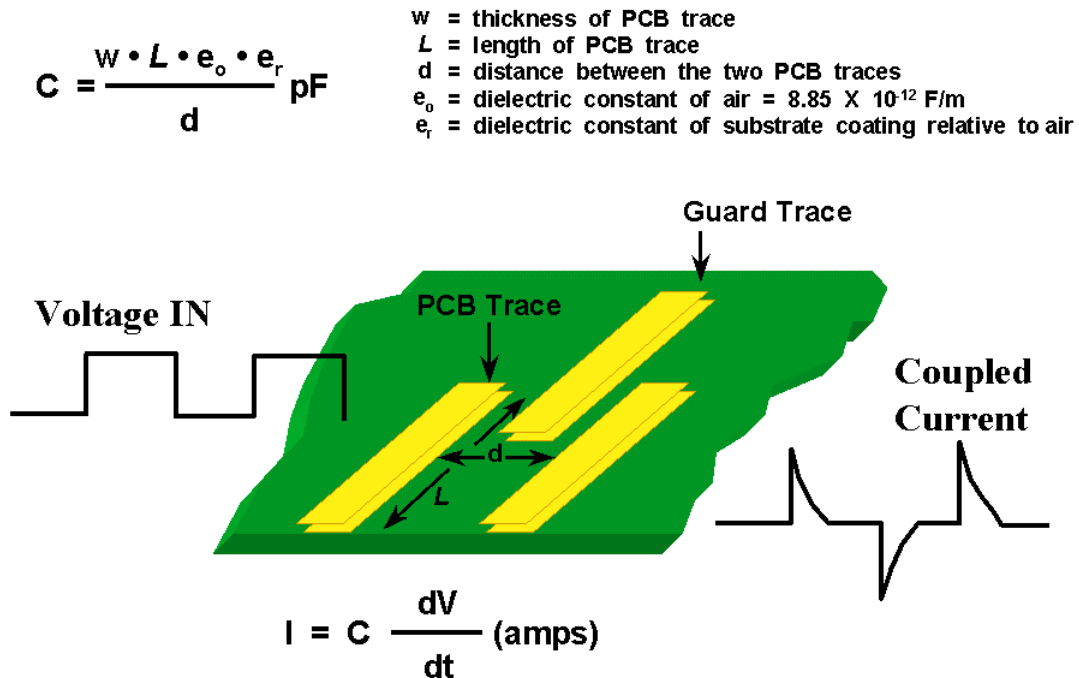 C = w • L • e₀ • eᵣ / d pF
w = thickness of PCB trace
L = length of PCB trace
d = distance between the two PCB traces
eₒ = dielectric constant of air = 8.85 X 10⁻¹² F/m
eᵣ = dielectric constant of substrate coating relative to air
Guard Trace
PCB Trace
Voltage IN
d
L
Coupled
Current
I = C dV / dt (amps)